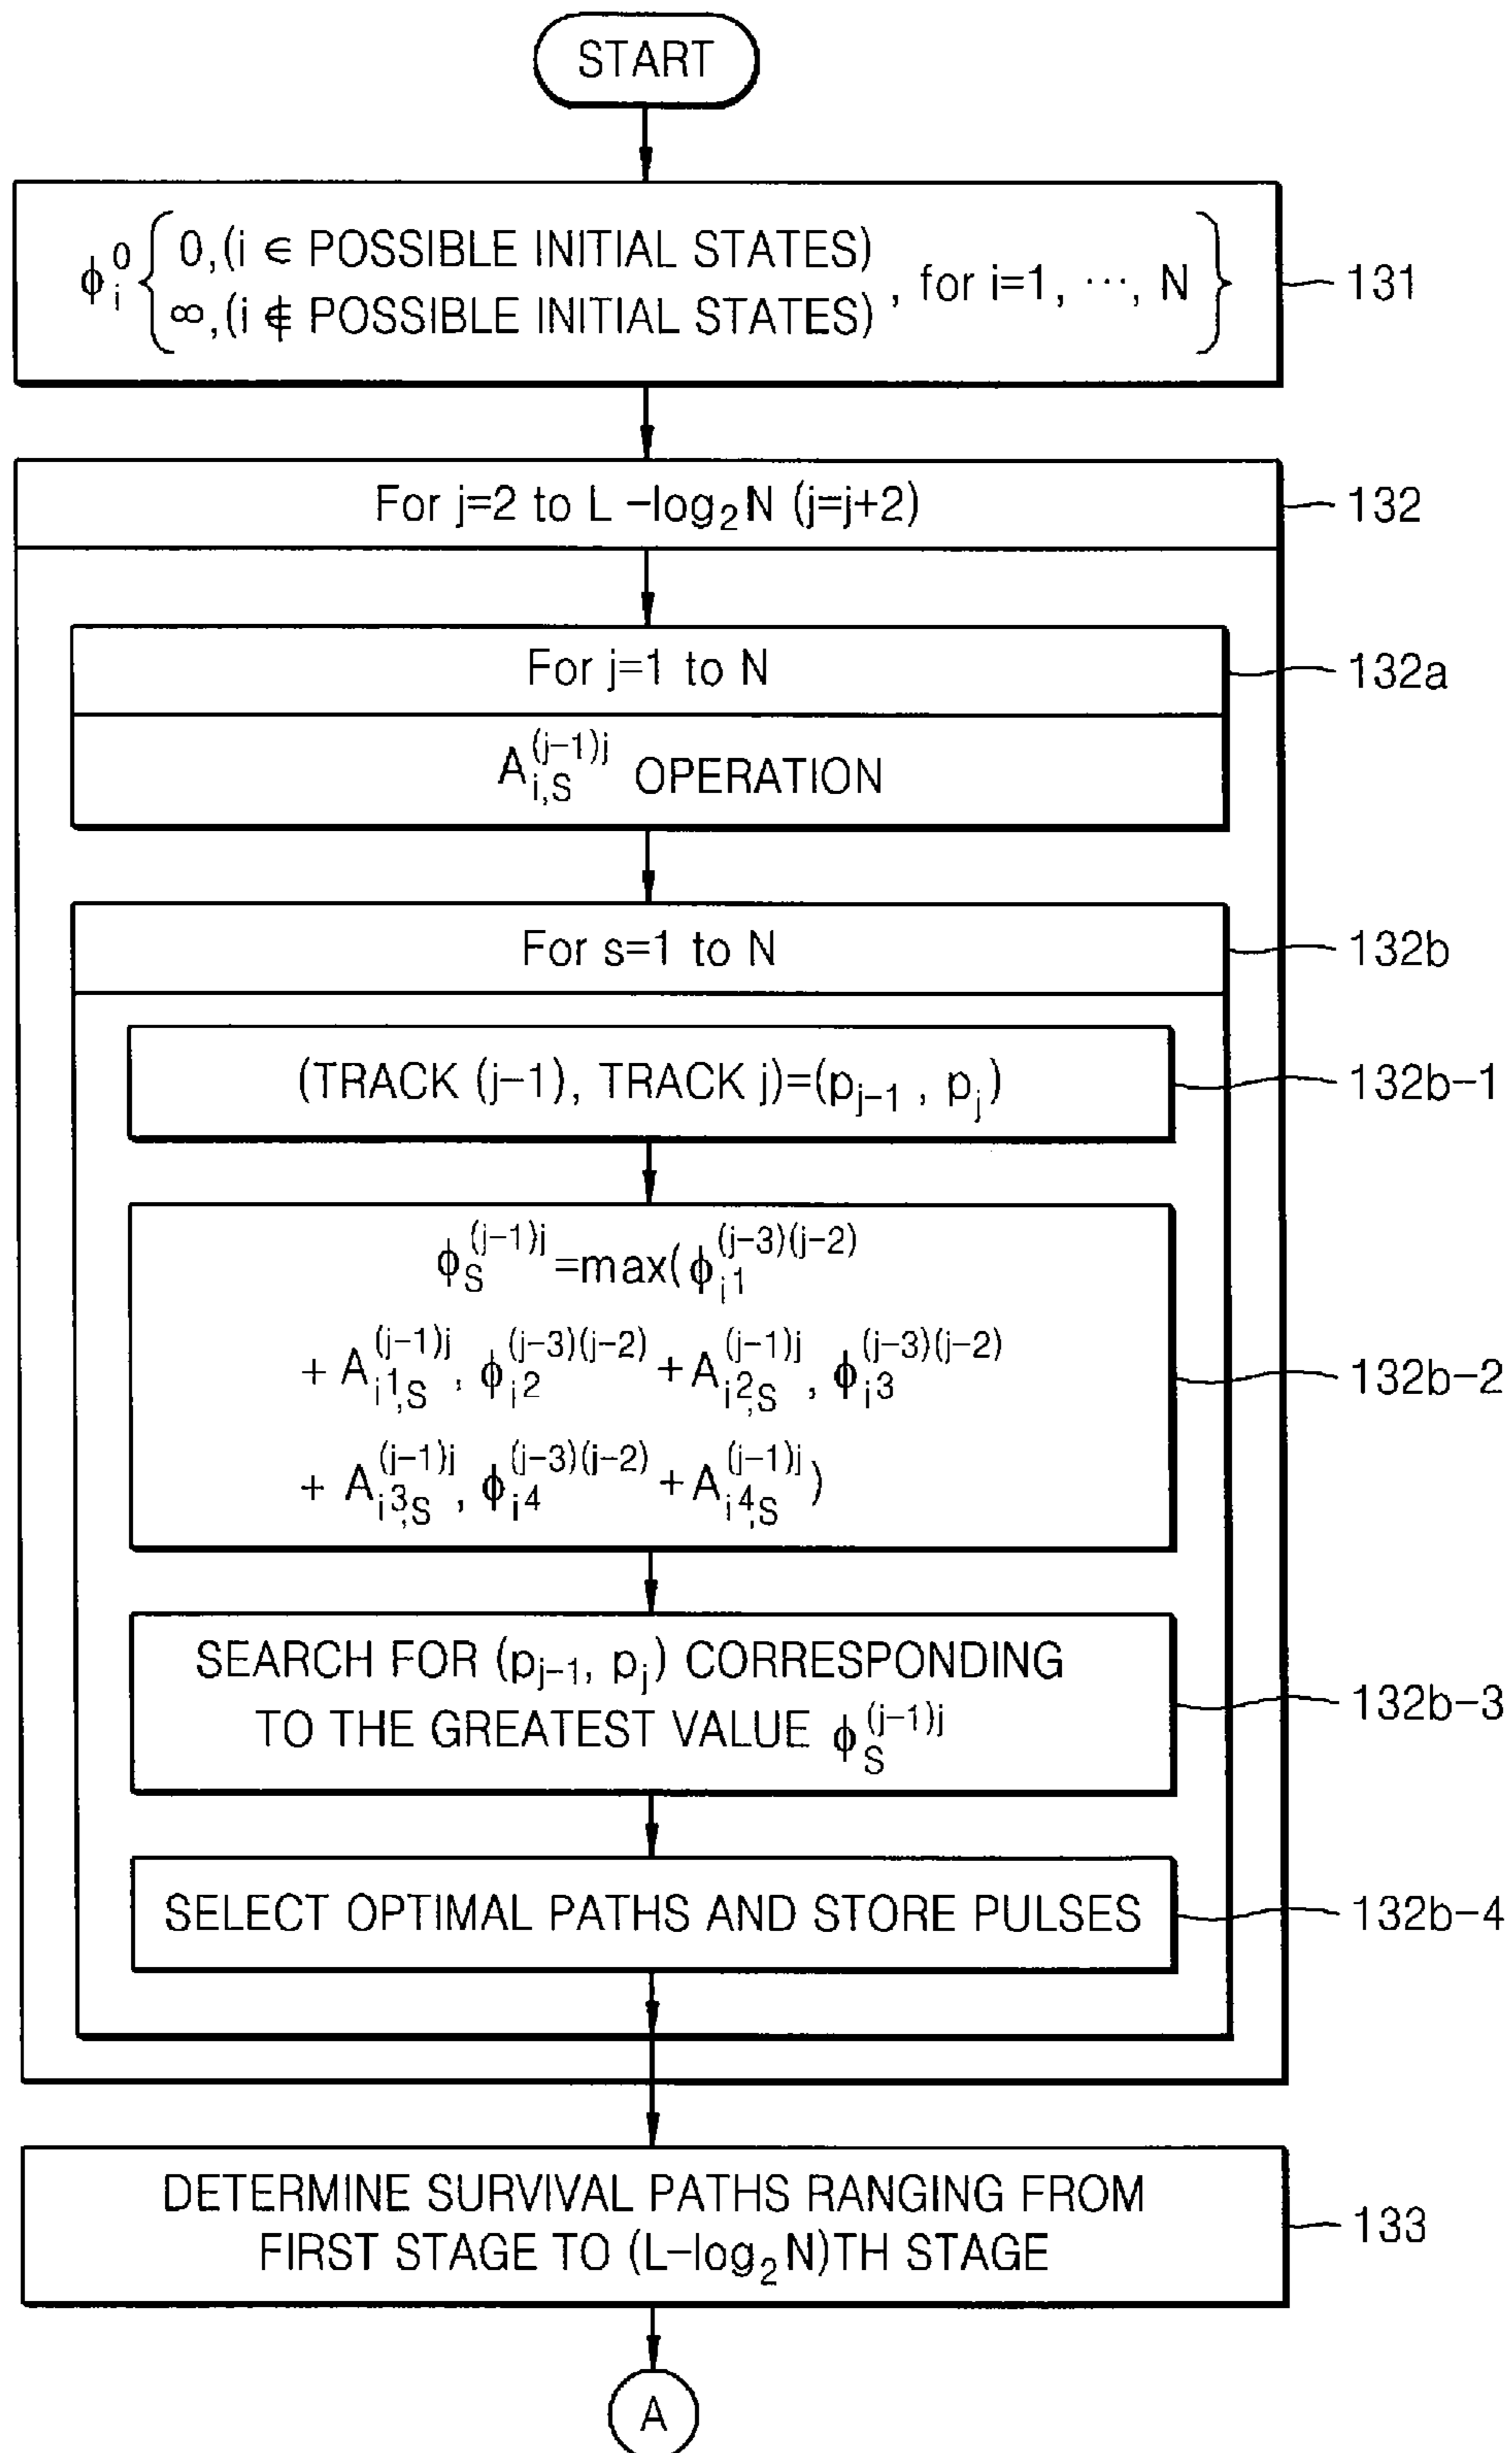 START
ϕ_i^0 { 0,(i ∈ POSSIBLE INITIAL STATES)
∞,(i ∉ POSSIBLE INITIAL STATES) , for i=1, ⋯, N }
131
For j=2 to L -log_2 N (j=j+2)
132
For j=1 to N
132a
A_{i,S}^{(j-1)j} OPERATION
For s=1 to N
132b
(TRACK (j-1), TRACK j)=(p_{j-1} , p_j)
132b-1
ϕ_S^{(j-1)j} =max(ϕ_{i1}^{(j-3)(j-2)}
+ A_{i1,S}^{(j-1)j}, ϕ_{i2}^{(j-3)(j-2)} +A_{i2,S}^{(j-1)j}, ϕ_{i3}^{(j-3)(j-2)}
132b-2
+ A_{i3,S}^{(j-1)j}, ϕ_{i4}^{(j-3)(j-2)} +A_{i4,S}^{(j-1)j})
SEARCH FOR (p_{j-1}, p_j) CORRESPONDING
TO THE GREATEST VALUE ϕ_S^{(j-1)j}
132b-3
SELECT OPTIMAL PATHS AND STORE PULSES
132b-4
DETERMINE SURVIVAL PATHS RANGING FROM
FIRST STAGE TO (L-log_2 N)TH STAGE
133
A